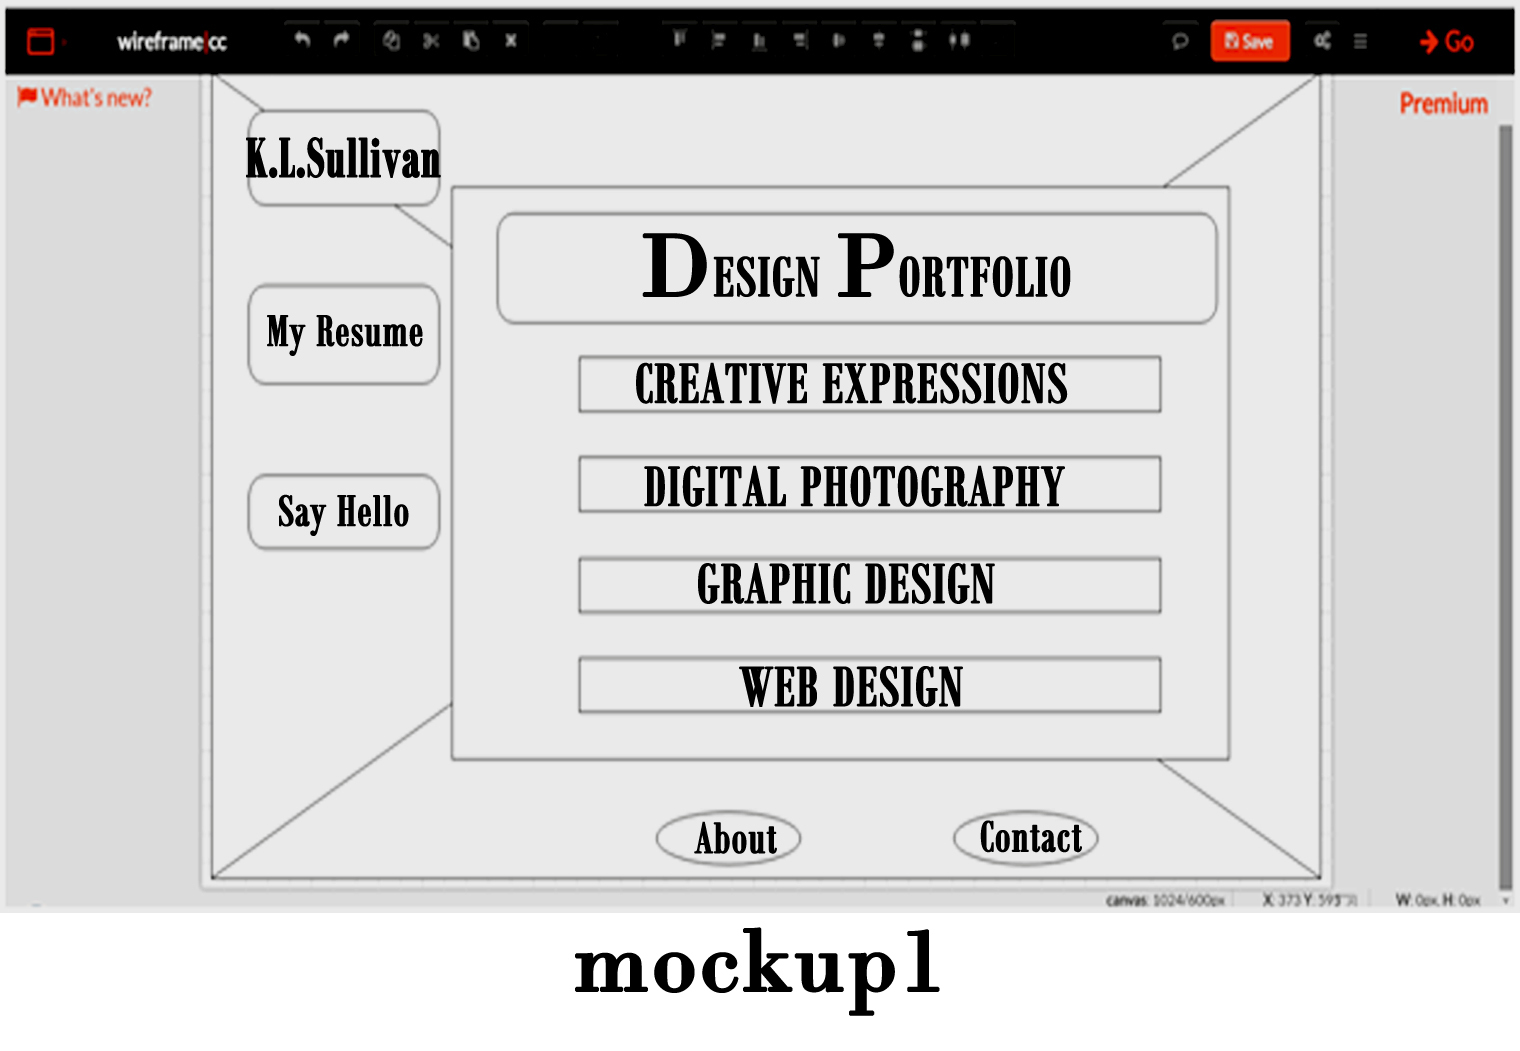 wireframe|cc
Save
Go
What's new?
Premium
K.L.Sullivan
DESIGN PORTFOLIO
My Resume
CREATIVE EXPRESSIONS
DIGITAL PHOTOGRAPHY
Say Hello
GRAPHIC DESIGN
WEB DESIGN
About
Contact
canvas: 1024/600px X: 373 Y: 591 W: 0px, H: 0px
mockup1